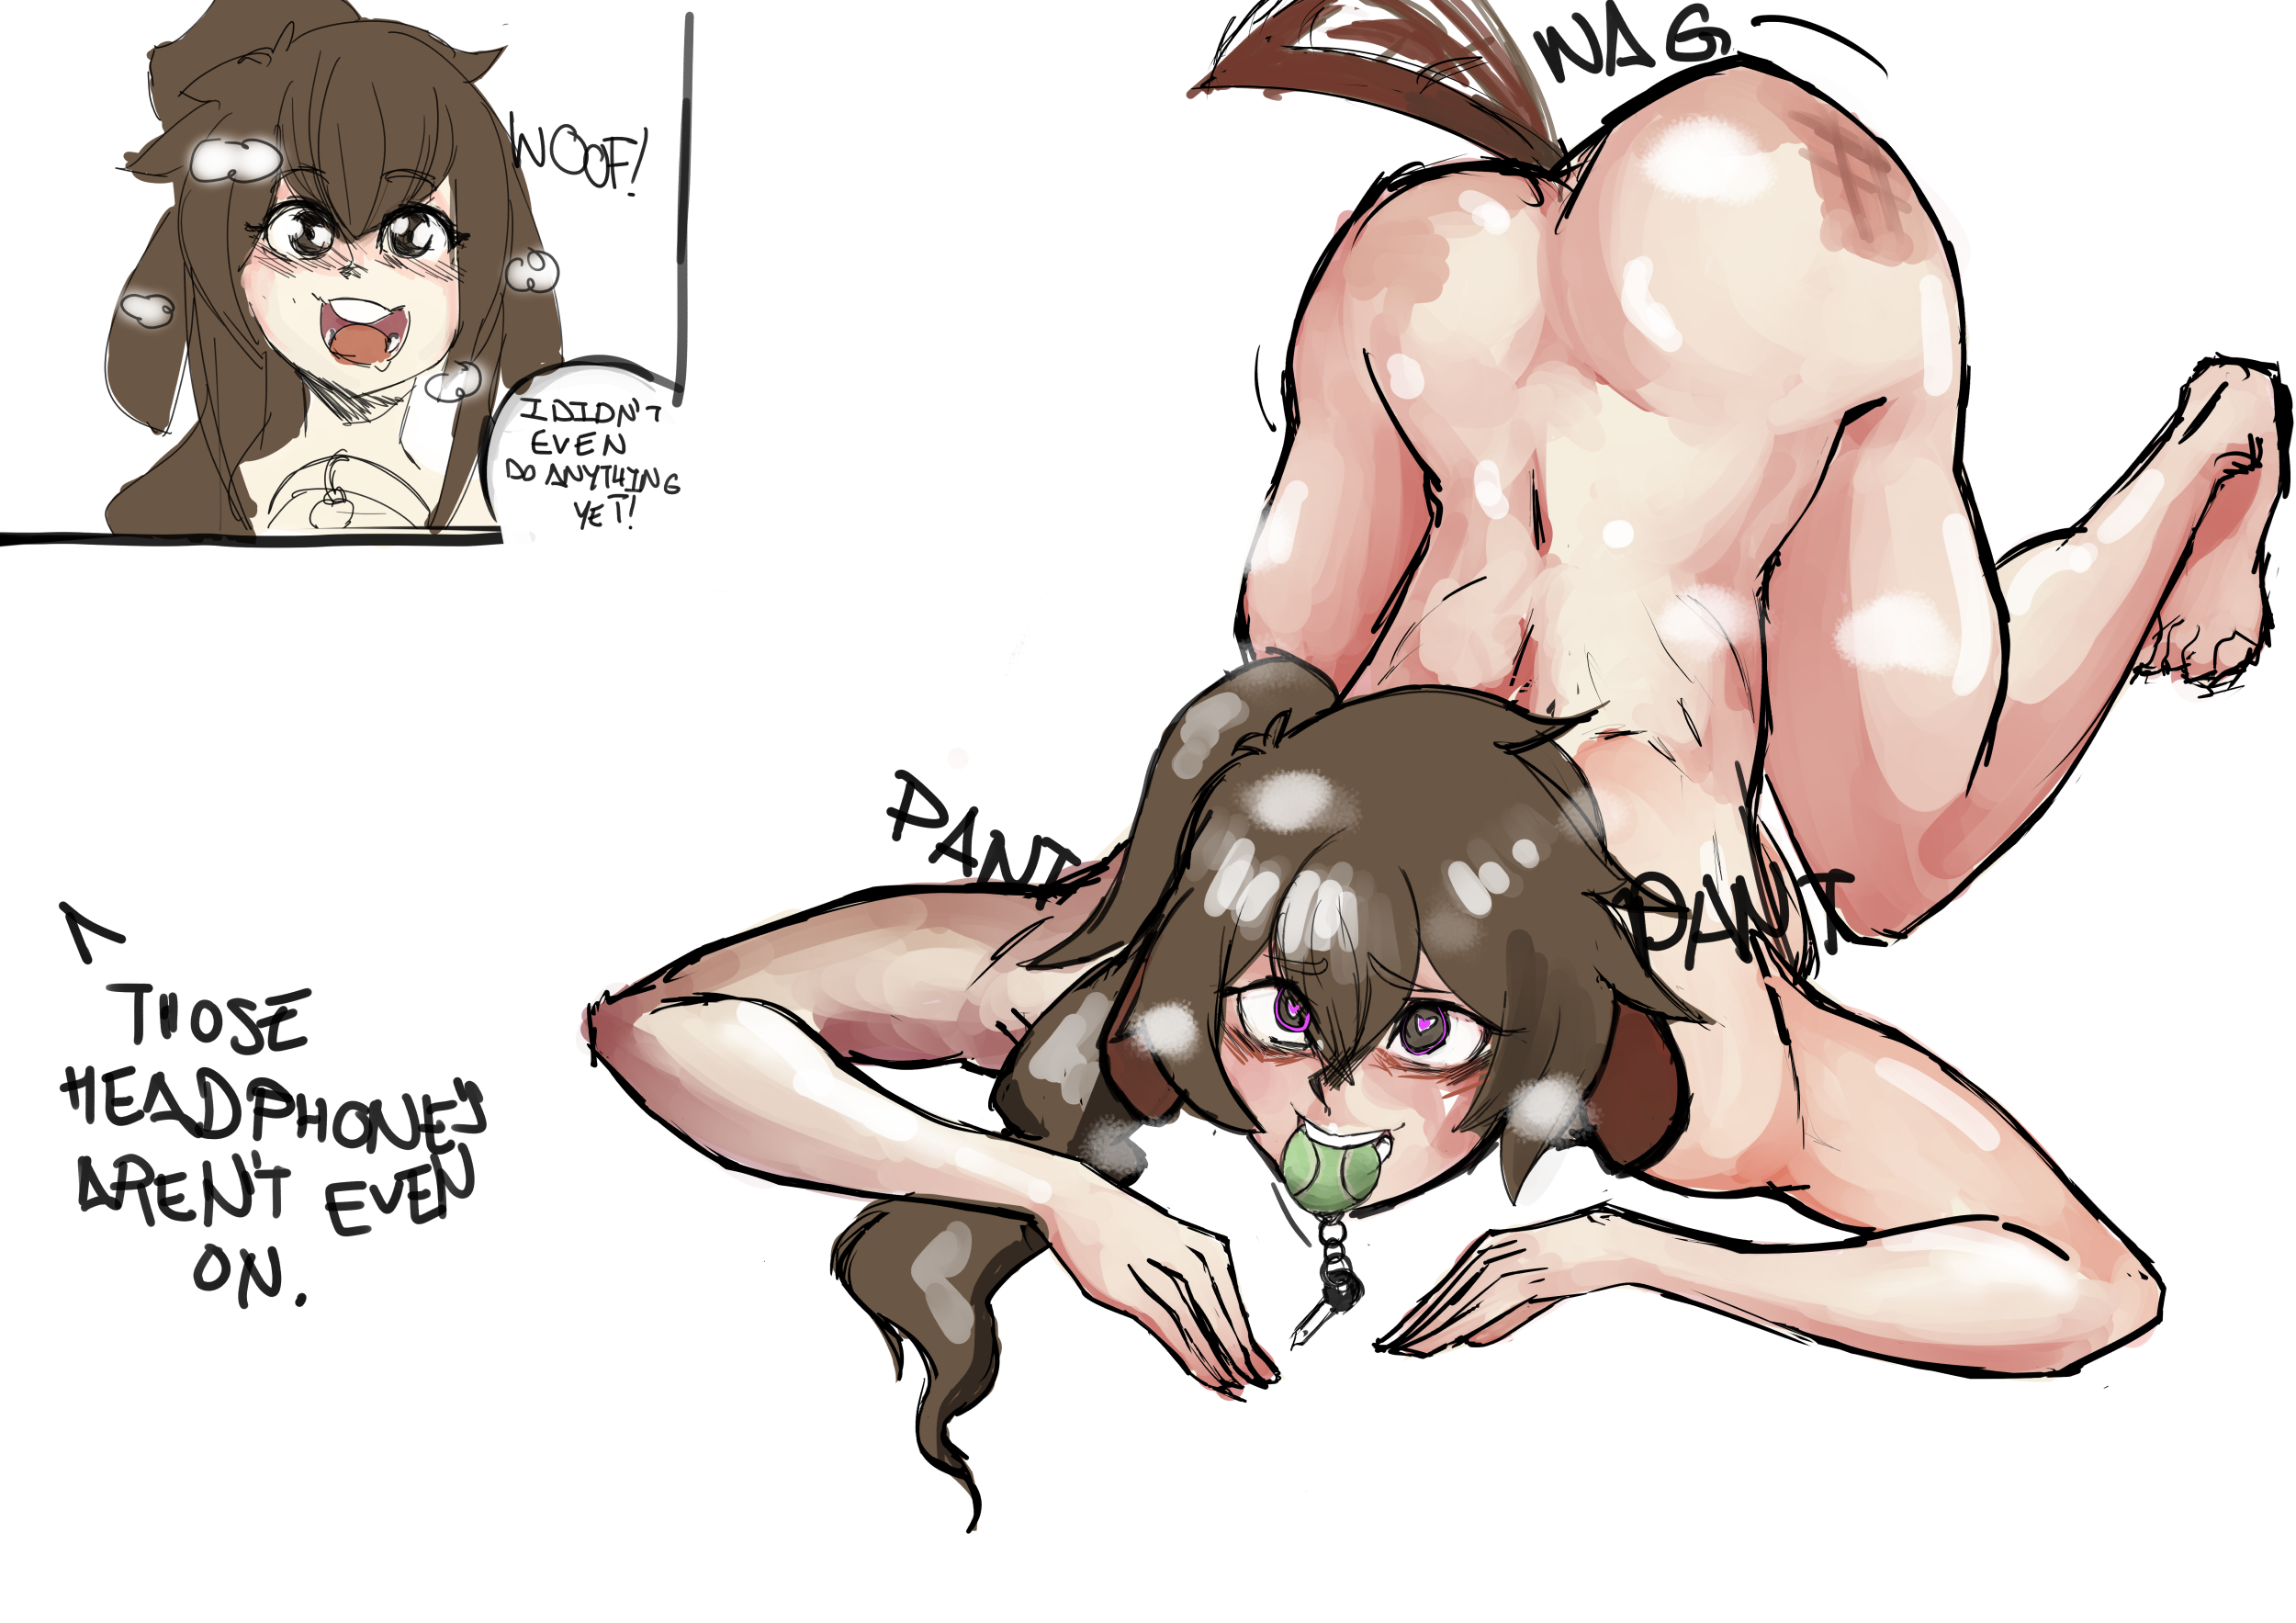 WOOF!
I DIDN'T
EVEN
DO ANYTHING
YET!
WAG
PANT
PANT
THOSE
HEADPHONES
AREN'T EVEN
ON.